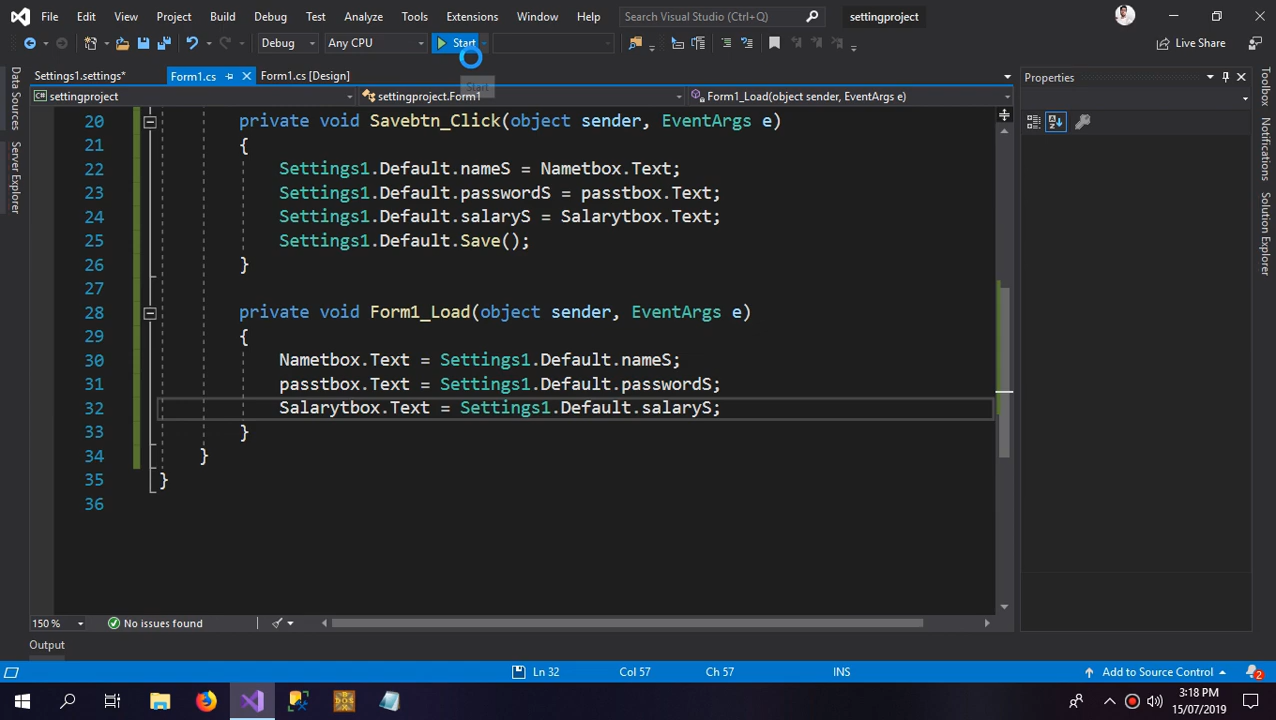 File Edit View Project Build Debug Test Analyze Tools Extensions Window Help Search Visual Studio (Ctrl+Q) settingproject
Debug Any CPU Start Live Share
Settings1.settings* Form1.cs Form1.cs [Design] Properties
settingproject settingproject.Form1 Form1_Load(object sender, EventArgs e)
Start
Data Sources
Server Explorer
Toolbox
Notifications
Solution Explorer
20 private void Savebtn_Click(object sender, EventArgs e)
21 {
22 Settings1.Default.nameS = Nametbox.Text;
23 Settings1.Default.passwordS = passtbox.Text;
24 Settings1.Default.salaryS = Salarytbox.Text;
25 Settings1.Default.Save();
26 }
27
28 private void Form1_Load(object sender, EventArgs e)
29 {
30 Nametbox.Text = Settings1.Default.nameS;
31 passtbox.Text = Settings1.Default.passwordS;
32 Salarytbox.Text = Settings1.Default.salaryS;
33 }
34 }
35 }
36
150 % No issues found
Output
Ln 32 Col 57 Ch 57 INS Add to Source Control 2
DOS
3:18 PM
15/07/2019